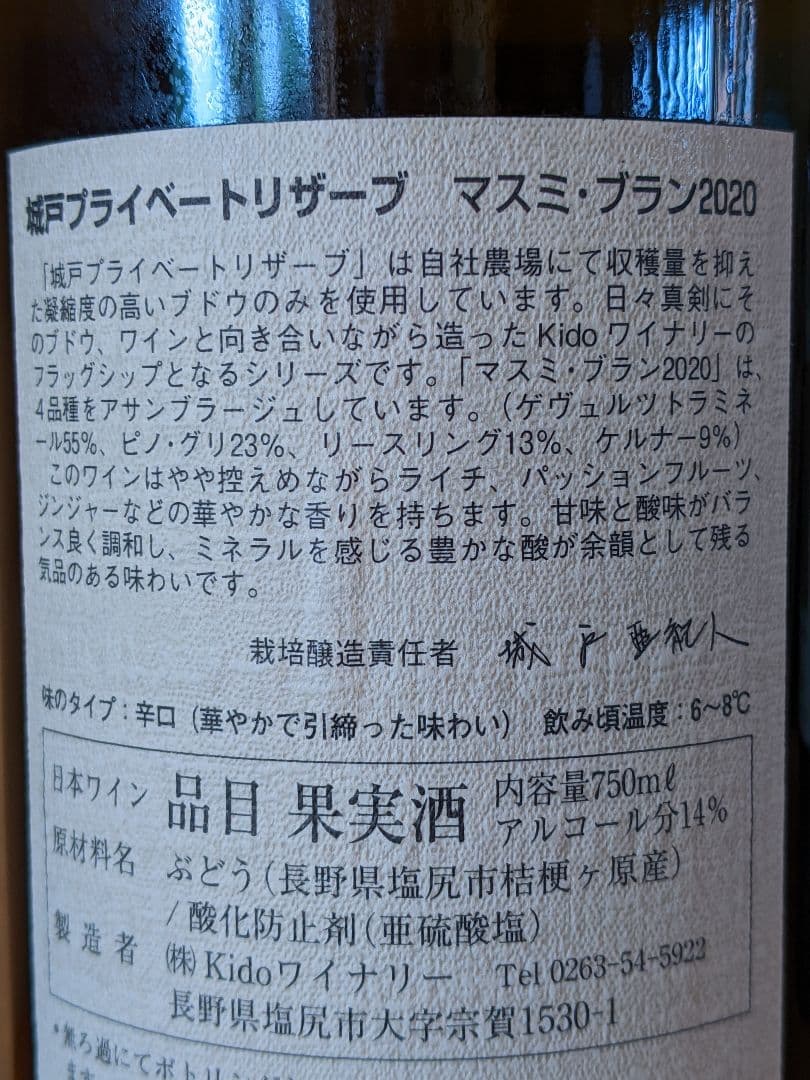 城戸プライベートリザーブ　マスミ・ブラン2020
「城戸プライベートリザーブ」は自社農場にて収穫量を抑え
た凝縮度の高いブドウのみを使用しています。日々真剣にそ
のブドウ、ワインと向き合いながら造ったKidoワイナリーの
フラッグシップとなるシリーズです。「マスミ・ブラン2020」は、
4品種をアサンブラージュしています。（ゲヴュルツトラミネ
ール55%、ピノ・グリ23%、リースリング13%、ケルナー9%）
このワインはやや控えめながらライチ、パッションフルーツ、
ジンジャーなどの華やかな香りを持ちます。甘味と酸味がバラ
ンス良く調和し、ミネラルを感じる豊かな酸が余韻として残る
気品のある味わいです。
栽培醸造責任者　城戸亜紀人
味のタイプ：辛口（華やかで引締った味わい）　飲み頃温度：6～8℃
日本ワイン　品目 果実酒　内容量750mℓ
アルコール分14%
原材料名　ぶどう（長野県塩尻市桔梗ヶ原産）
/酸化防止剤（亜硫酸塩）
製造者　㈱Kidoワイナリー　Tel 0263-54-5922
長野県塩尻市大字宗賀1530-1
*無ろ過にてボトリング
ます